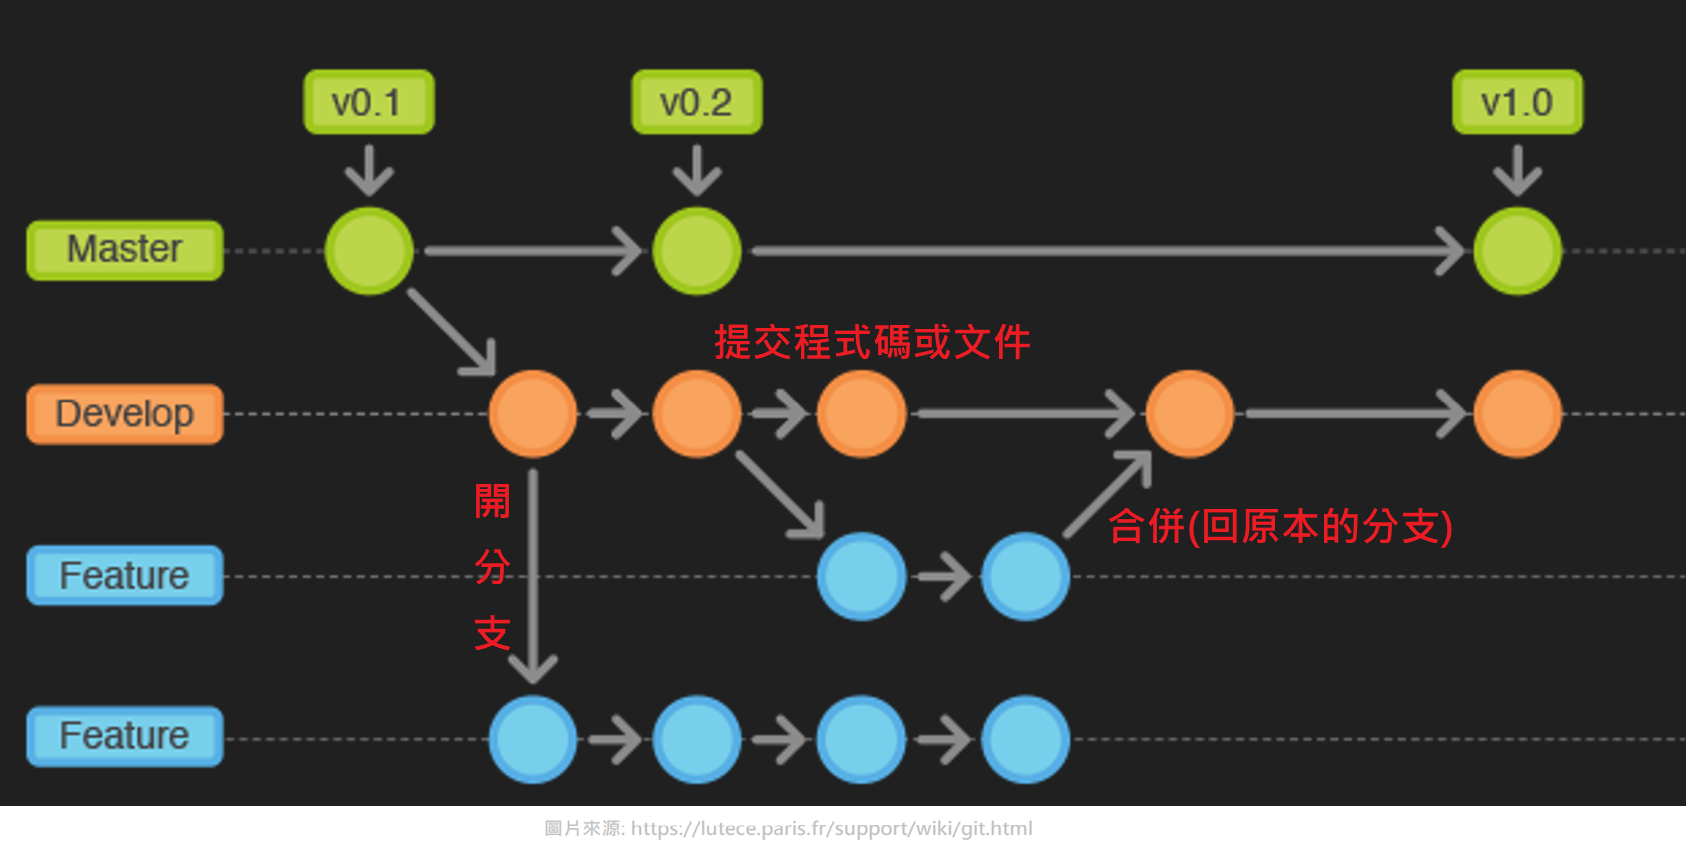 v0.1
v0.2
v1.0
Master
提交程式碼或文件
Develop
開分支
合併(回原本的分支)
Feature
Feature
圖片來源: https://lutece.paris.fr/support/wiki/git.html